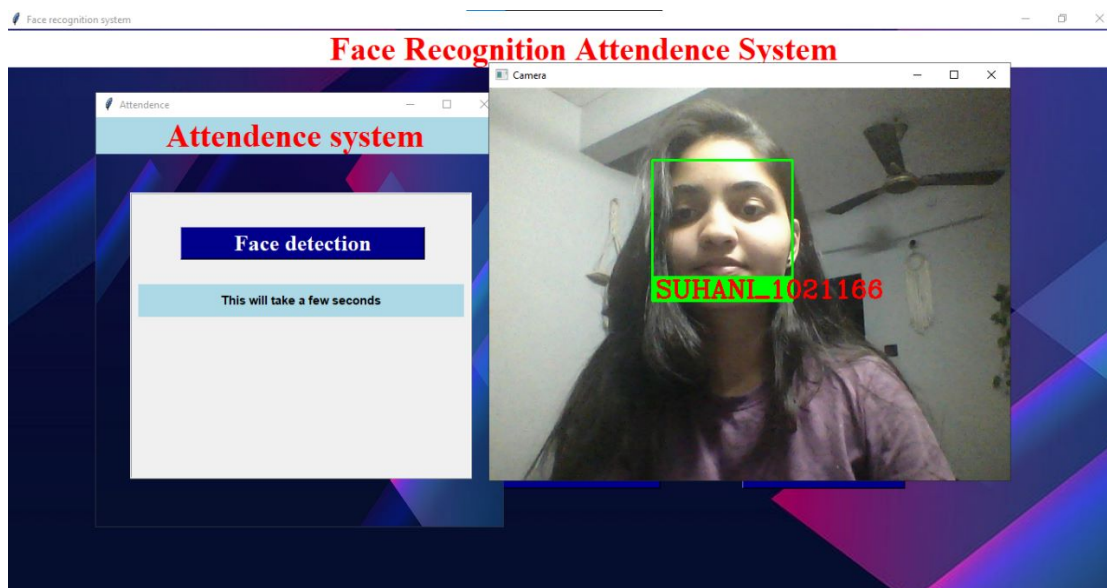 Face recognition system
Face Recognition Attendence System
Camera
Attendence
Attendence system
Face detection
This will take a few seconds
SUHANI_1021166